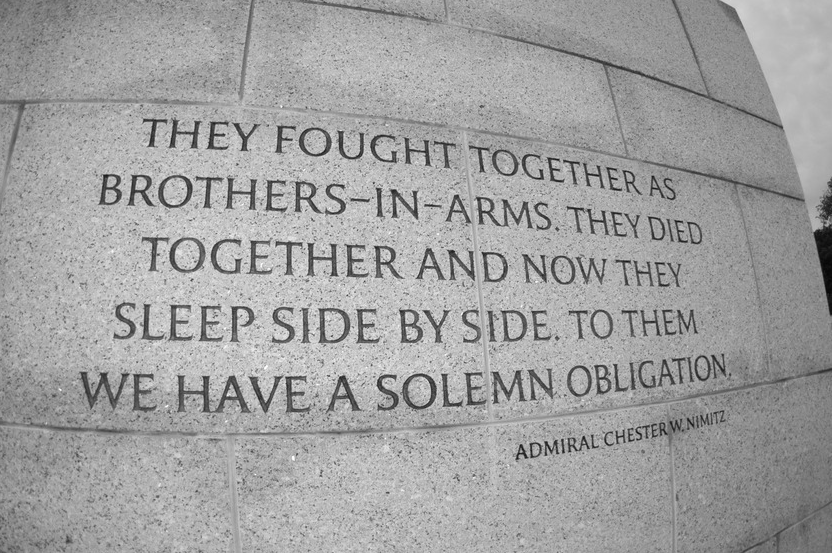 THEY FOUGHT TOGETHER AS
BROTHERS-IN-ARMS. THEY DIED
TOGETHER AND NOW THEY
SLEEP SIDE BY SIDE. TO THEM
WE HAVE A SOLEMN OBLIGATION.
ADMIRAL CHESTER W. NIMITZ